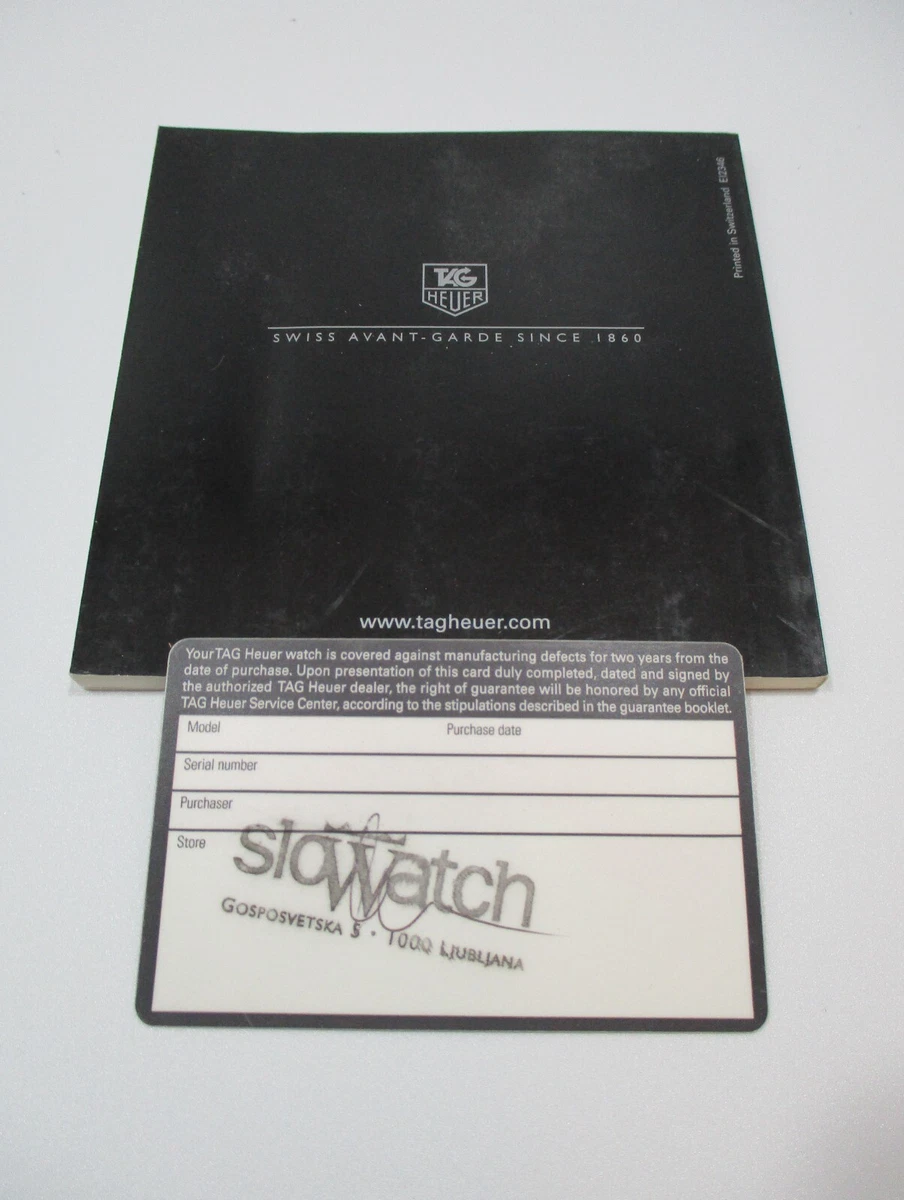 Printed in Switzerland EI2346
TAG
HEUER
SWISS AVANT-GARDE SINCE 1860
www.tagheuer.com
Your TAG Heuer watch is covered against manufacturing defects for two years from the
date of purchase. Upon presentation of this card duly completed, dated and signed by
the authorized TAG Heuer dealer, the right of guarantee will be honored by any official
TAG Heuer Service Center, according to the stipulations described in the guarantee booklet.
Model Purchase date
Serial number
Purchaser
Store
slowatch
GOSPOSVETSKA 5 · 1000 LJUBLJANA